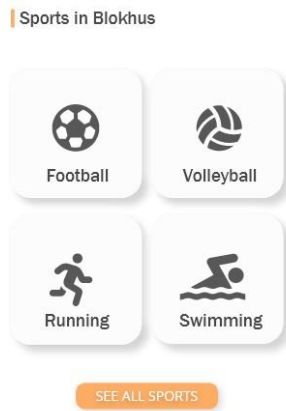 Sports in Blokhus
Football
Volleyball
Running
Swimming
SEE ALL SPORTS